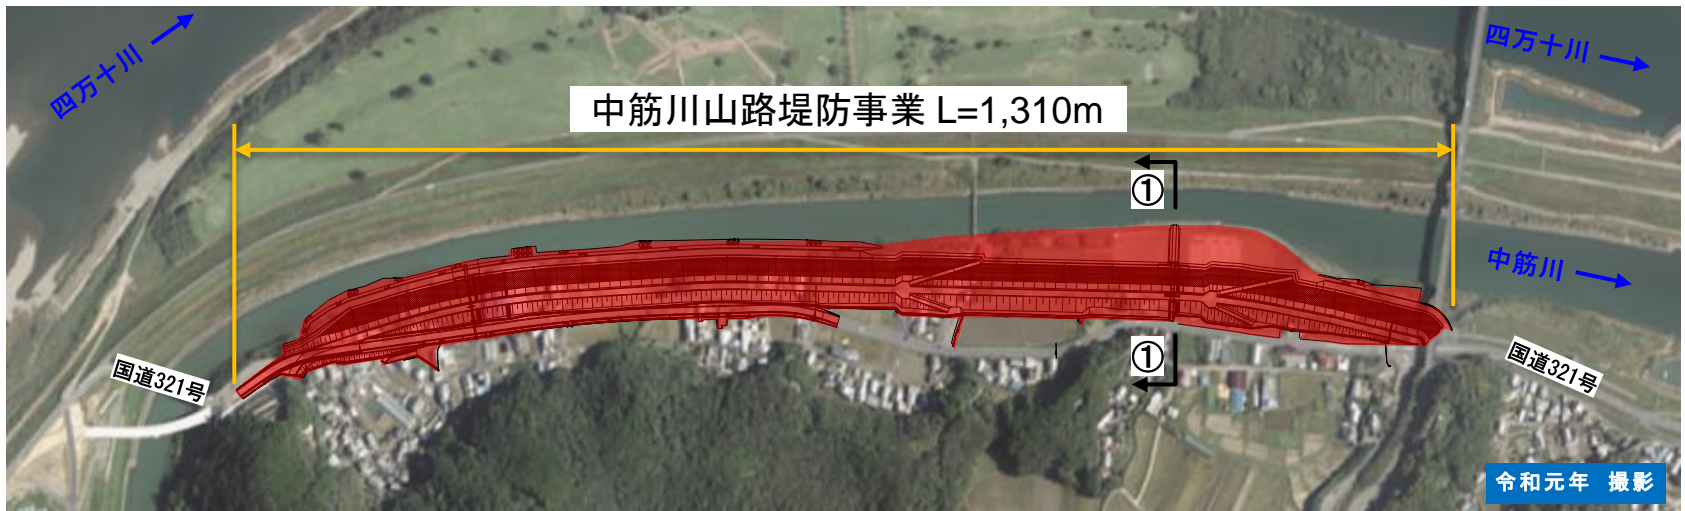 四万十川
四万十川
中筋川山路堤防事業 L=1,310m
①
中筋川
①
国道321号
国道321号
令和元年 撮影